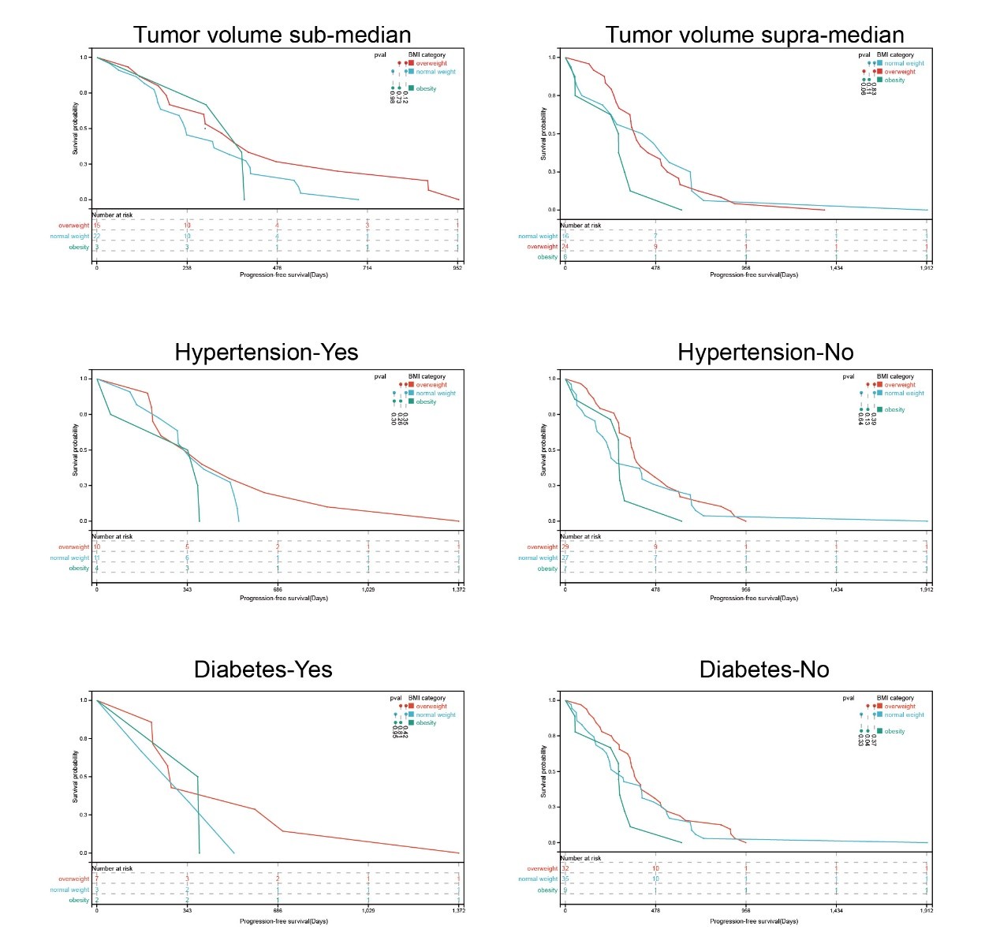 Tumor volume sub-median
pval BMI category
overweight
normal weight
obesity
0.98 0.73 0.12
Survival probability
1.0
0.8
0.5
0.3
0.0
Number at risk
overweight 15 10 4 3 1
normal weight 22 10 4 1 1
obesity 3 3 1 1 1
0 238 476 714 952
Progression-free survival(Days)
Tumor volume supra-median
pval BMI category
normal weight
overweight
obesity
0.06 0.11 0.83
Survival probability
1.0
0.8
0.5
0.3
0.0
Number at risk
normal weight 16 7 1 1 1
overweight 24 9 1 1 1
obesity 8 1 1 1 1
0 478 956 1,434 1,912
Progression-free survival(Days)
Hypertension-Yes
pval BMI category
overweight
normal weight
obesity
0.30 0.26 0.35
Survival probability
1.0
0.8
0.5
0.3
0.0
Number at risk
overweight 10 5 2 1 1
normal weight 11 6 1 1 1
obesity 4 3 1 1 1
0 343 686 1,029 1,372
Progression-free survival(Days)
Hypertension-No
pval BMI category
overweight
normal weight
obesity
0.64 0.13 0.39
Survival probability
1.0
0.8
0.5
0.3
0.0
Number at risk
overweight 29 9 1 1 1
normal weight 27 7 1 1 1
obesity 7 1 1 1 1
0 478 956 1,434 1,912
Progression-free survival(Days)
Diabetes-Yes
pval BMI category
overweight
normal weight
obesity
0.95 0.81 0.42
Survival probability
1.0
0.8
0.5
0.3
0.0
Number at risk
overweight 7 3 2 1 1
normal weight 3 2 1 1 1
obesity 2 2 1 1 1
0 343 686 1,029 1,372
Progression-free survival(Days)
Diabetes-No
pval BMI category
overweight
normal weight
obesity
0.33 0.04 0.37
Survival probability
1.0
0.8
0.5
0.3
0.0
Number at risk
overweight 32 10 1 1 1
normal weight 35 10 1 1 1
obesity 9 1 1 1 1
0 478 956 1,434 1,912
Progression-free survival(Days)